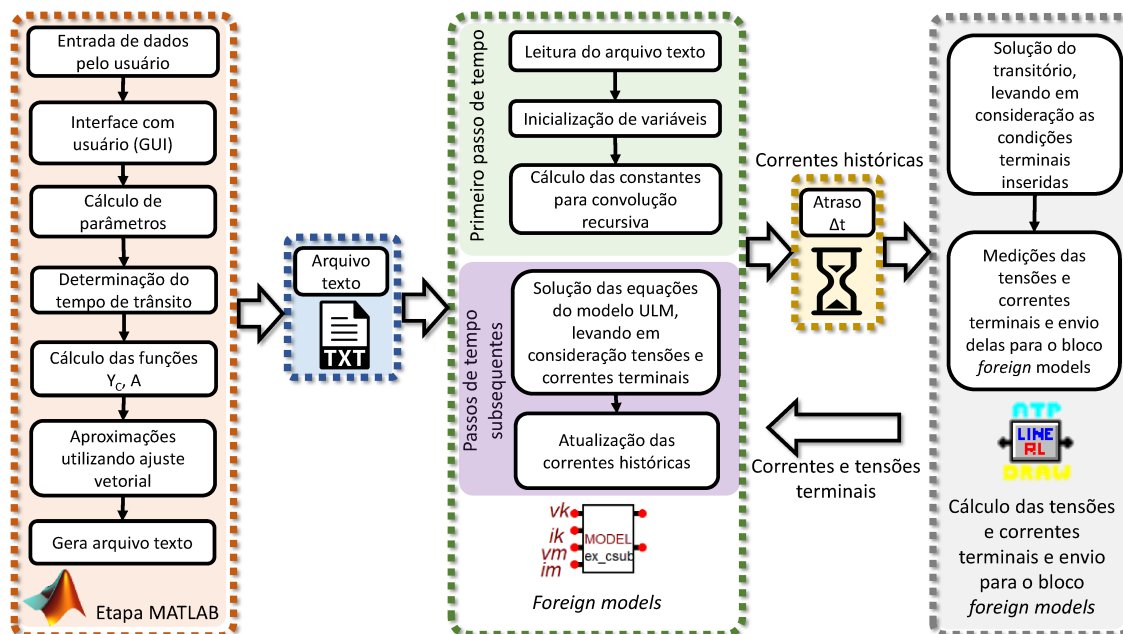 Entrada de dados
pelo usuário
Interface com
usuário (GUI)
Cálculo de
parâmetros
Determinação do
tempo de trânsito
Cálculo das funções
Y_C, A
Aproximações
utilizando ajuste
vetorial
Gera arquivo texto
Etapa MATLAB
Arquivo
texto
TXT
Primeiro passo de tempo
Leitura do arquivo texto
Inicialização de variáveis
Cálculo das constantes
para convolução
recursiva
Passos de tempo
subsequentes
Solução das equações
do modelo ULM,
levando em
consideração tensões e
correntes terminais
Atualização das
correntes históricas
vk
ik
vm
im
MODEL
ex_csub
Foreign models
Correntes históricas
Atraso
Δt
Correntes e tensões
terminais
Solução do
transitório,
levando em
consideração as
condições
terminais
inseridas
Medições das
tensões e
correntes
terminais e envio
delas para o bloco
foreign models
ATP
LINE
RL
DRAW
Cálculo das tensões
e correntes
terminais e envio
para o bloco
foreign models